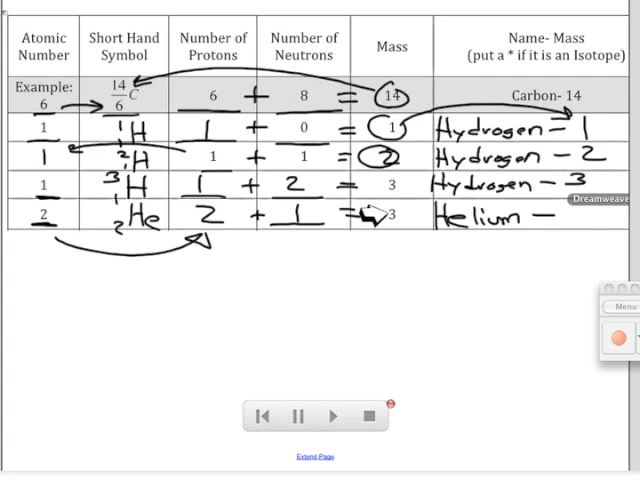 Atomic Number Short Hand Symbol Number of Protons Number of Neutrons Mass Name- Mass (put a * if it is an Isotope)
Example: 6 14 6 C 6 + 8 = 14 Carbon- 14
1 1 1 H 1 + 0 = 1 Hydrogen - 1
1 2 1 H 1 + 1 = 2 Hydrogen - 2
1 3 1 H 1 + 2 = 3 Hydrogen - 3
Dreamweave
2 2 He 2 + 1 = 3 Helium -
Menu
Extend Page